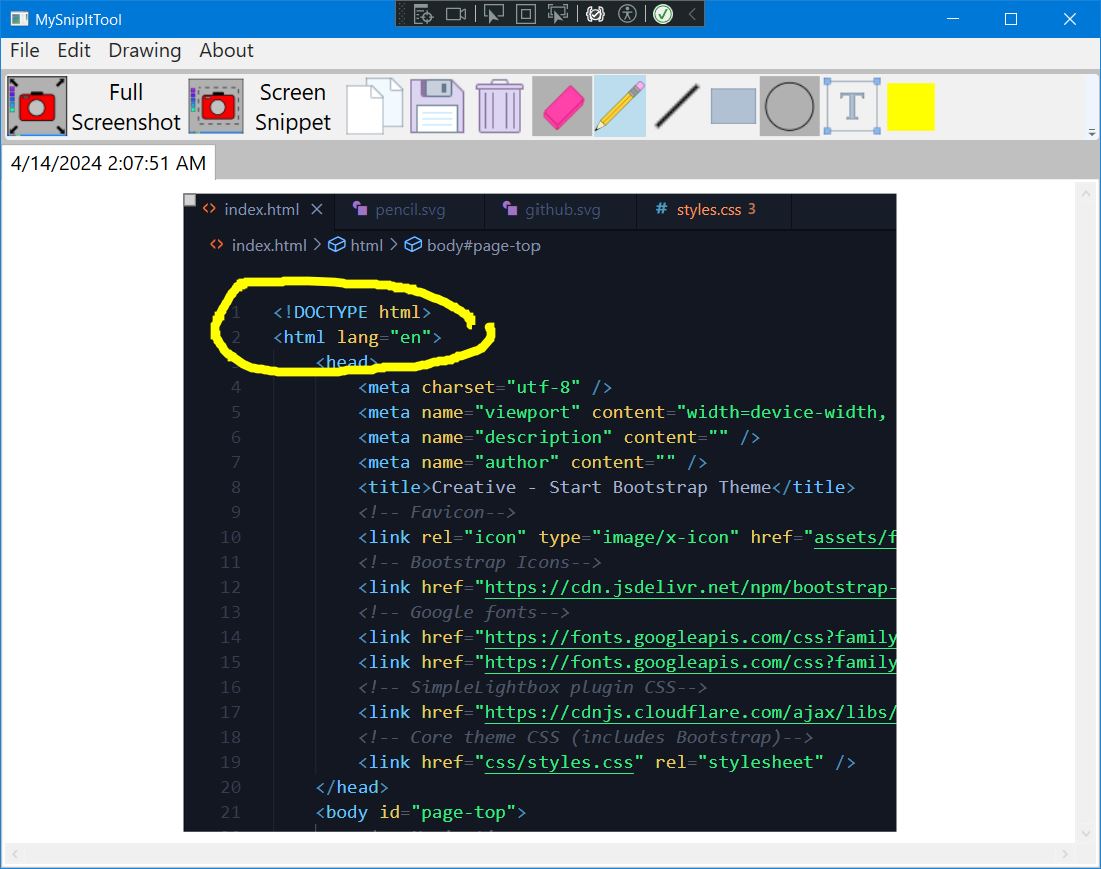 MySnipItTool
File Edit Drawing About
Full Screenshot
Screen Snippet
T
4/14/2024 2:07:51 AM
<> index.html × pencil.svg github.svg # styles.css 3
<> index.html > html > body#page-top
1 <!DOCTYPE html>
2 <html lang="en">
<head>
4 <meta charset="utf-8" />
5 <meta name="viewport" content="width=device-width,
6 <meta name="description" content="" />
7 <meta name="author" content="" />
8 <title>Creative - Start Bootstrap Theme</title>
9 <!-- Favicon-->
10 <link rel="icon" type="image/x-icon" href="assets/f
11 <!-- Bootstrap Icons-->
12 <link href="https://cdn.jsdelivr.net/npm/bootstrap-
13 <!-- Google fonts-->
14 <link href="https://fonts.googleapis.com/css?family
15 <link href="https://fonts.googleapis.com/css?family
16 <!-- SimpleLightbox plugin CSS-->
17 <link href="https://cdnjs.cloudflare.com/ajax/libs/
18 <!-- Core theme CSS (includes Bootstrap)-->
19 <link href="css/styles.css" rel="stylesheet" />
20 </head>
21 <body id="page-top">